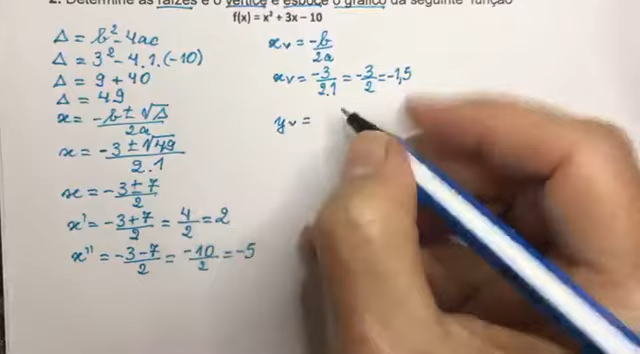 2. Determine as raízes e o vértice e esboce o gráfico da seguinte função
f(x) = x² + 3x – 10
Δ = b² - 4ac
Δ = 3² - 4.1.(-10)
Δ = 9 + 40
Δ = 49
x = -b ± √Δ / 2a
x = -3 ± √49 / 2.1
x = -3 ± 7 / 2
x' = -3+7 / 2 = 4/2 = 2
x'' = -3-7 / 2 = -10/2 = -5
xv = -b / 2a
xv = -3 / 2.1 = -3/2 = -1,5
yv =